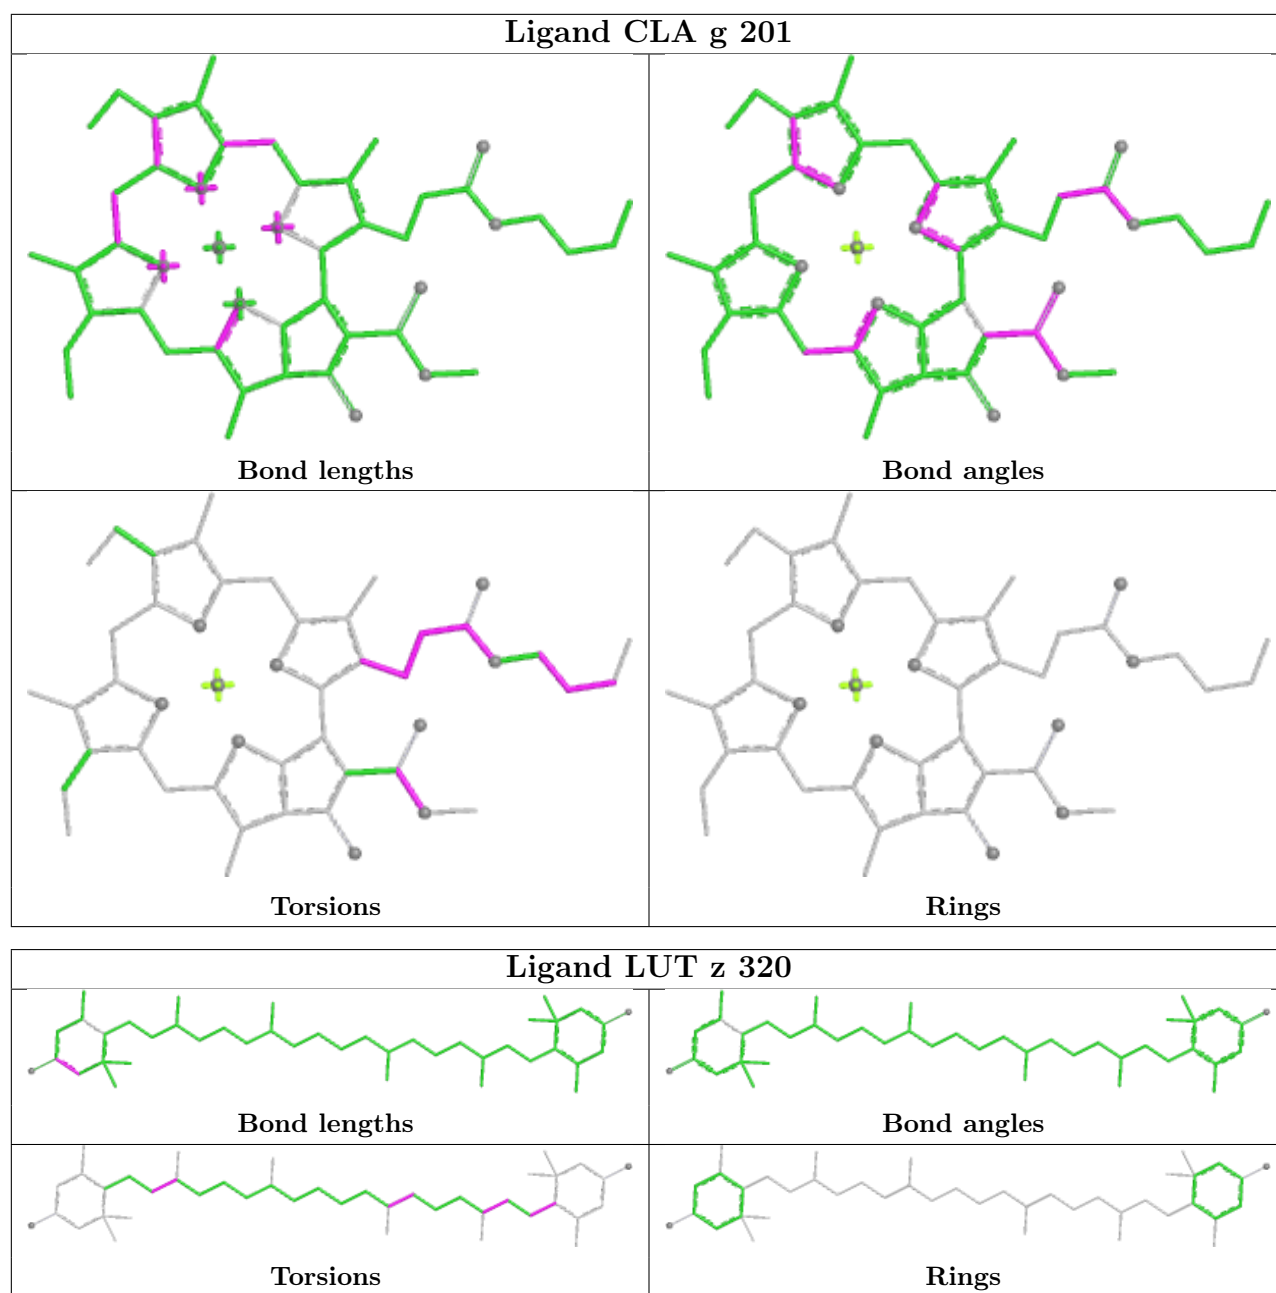 Ligand CLA g 201
Bond lengths
Bond angles
Torsions
Rings
Ligand LUT z 320
Bond lengths
Bond angles
Torsions
Rings